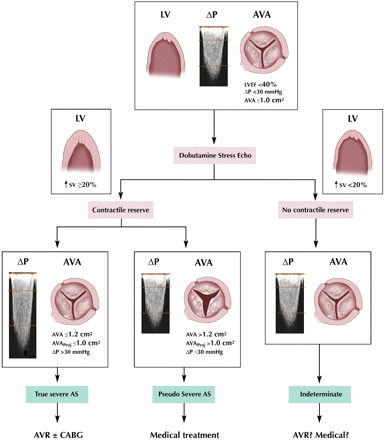 LV ΔP AVA
LVEF <40%
ΔP <30 mmHg
AVA ≤1.0 cm²
LV
↑ SV ≥20%
LV
↑ SV <20%
Dobutamine Stress Echo
Contractile reserve
No contractile reserve
ΔP AVA
AVA ≤1.2 cm²
AVAProj ≤1.0 cm²
ΔP >30 mmHg
ΔP AVA
AVA >1.2 cm²
AVAProj >1.0 cm²
ΔP ≤30 mmHg
ΔP AVA
True severe AS
Pseudo Severe AS
Indeterminate
AVR ± CABG
Medical treatment
AVR? Medical?